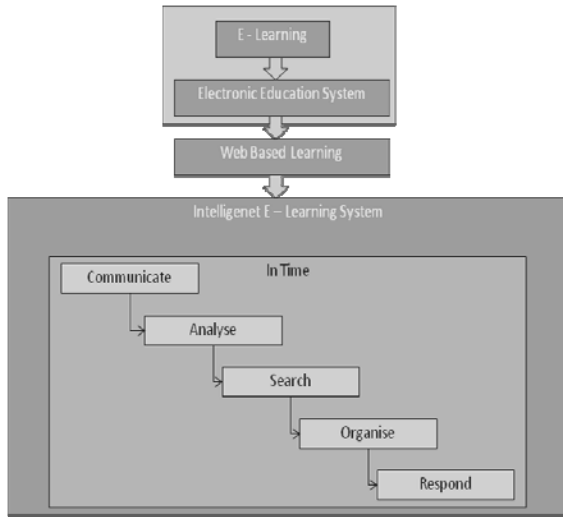 E - Learning
Electronic Education System
Web Based Learning
Intelligenet E – Learning System
In Time
Communicate
Analyse
Search
Organise
Respond